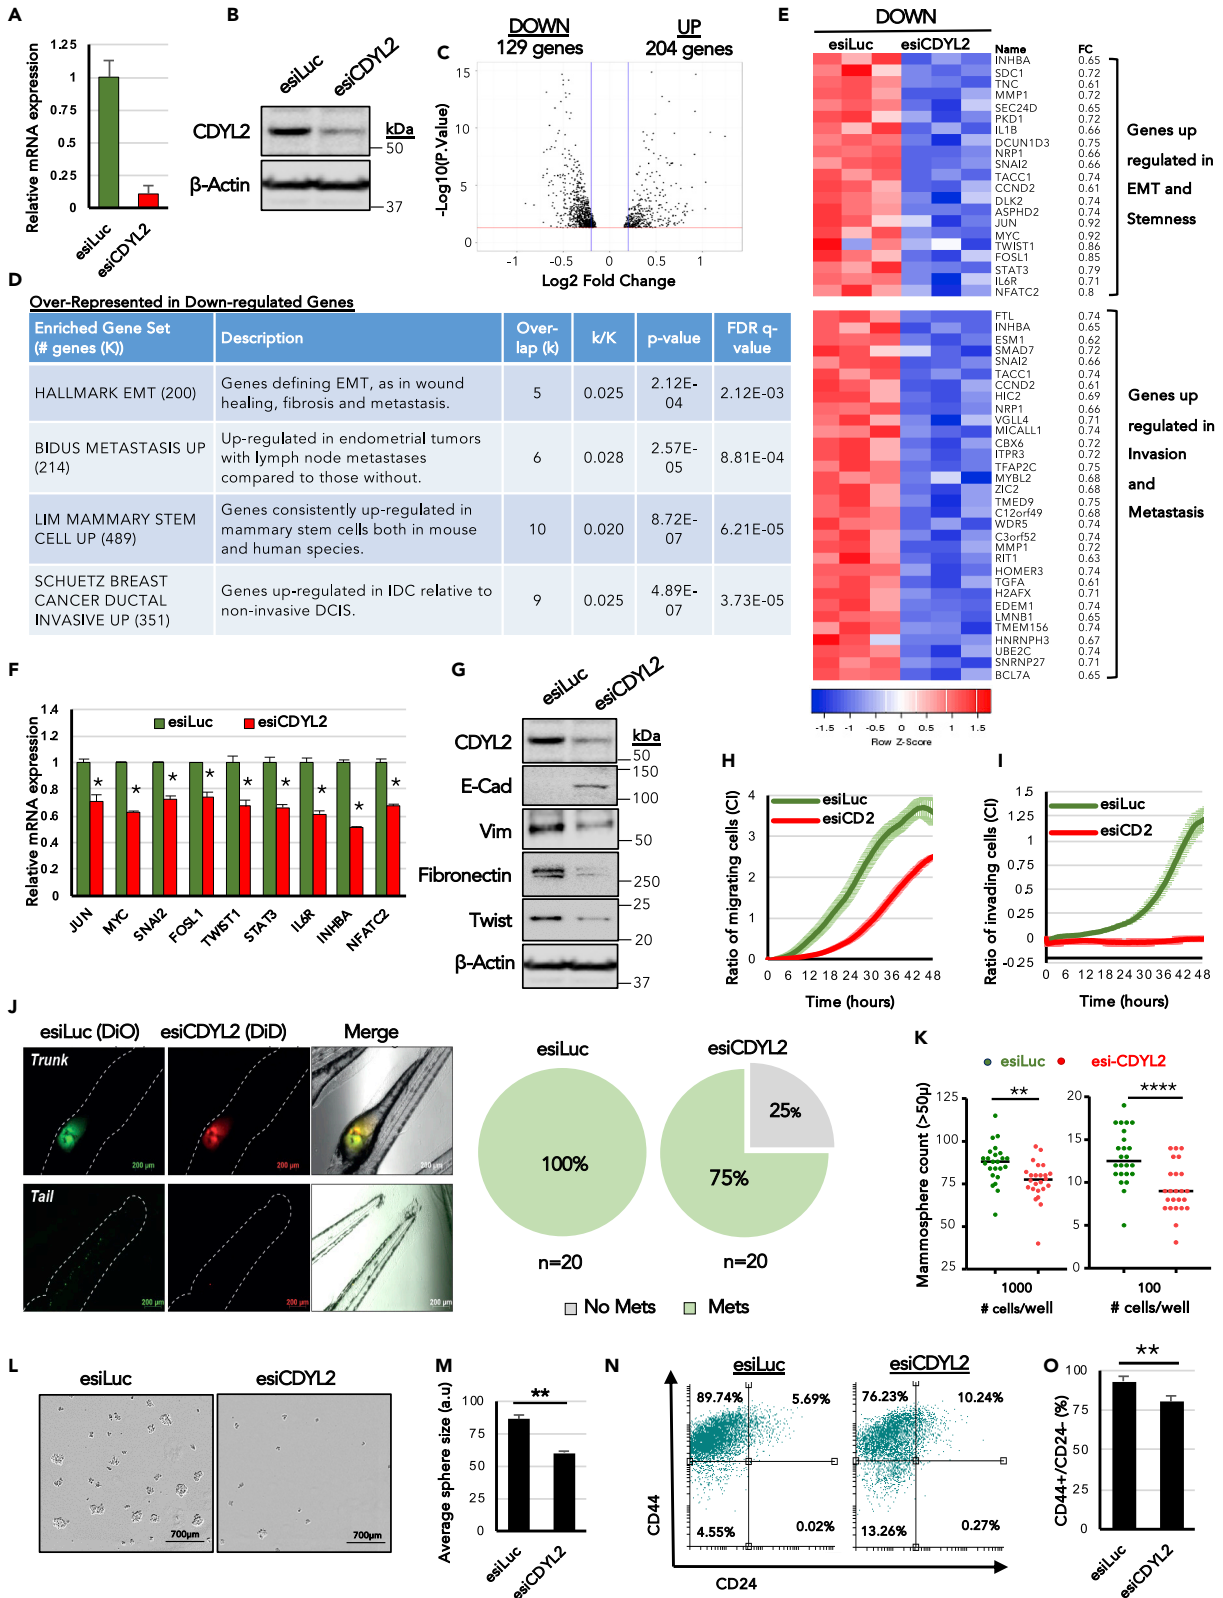 A
Relative mRNA expression
1.25
1
0.75
0.5
0.25
0
esiLuc
esiCDYL2
B
esiLuc
esiCDYL2
CDYL2
kDa
50
β-Actin
37
C
DOWN
129 genes
UP
204 genes
-Log10(P.Value)
15
10
5
0
-1
0
1
Log2 Fold Change
D
Over-Represented in Down-regulated Genes
Enriched Gene Set (# genes (K)) Description Over-lap (k) k/K p-value FDR q-value
HALLMARK EMT (200) Genes defining EMT, as in wound healing, fibrosis and metastasis. 5 0.025 2.12E-04 2.12E-03
BIDUS METASTASIS UP (214) Up-regulated in endometrial tumors with lymph node metastases compared to those without. 6 0.028 2.57E-05 8.81E-04
LIM MAMMARY STEM CELL UP (489) Genes consistently up-regulated in mammary stem cells both in mouse and human species. 10 0.020 8.72E-07 6.21E-05
SCHUETZ BREAST CANCER DUCTAL INVASIVE UP (351) Genes up-regulated in IDC relative to non-invasive DCIS. 9 0.025 4.89E-07 3.73E-05
E
DOWN
esiLuc esiCDYL2 Name FC
INHBA 0.65
SDC1 0.72
TNC 0.61
MMP1 0.72
SEC24D 0.65
PKD1 0.72
IL1B 0.66
DCUN1D3 0.75
NRP1 0.66
SNAI2 0.66
TACC1 0.74
CCND2 0.61
DLK2 0.74
ASPHD2 0.74
JUN 0.92
MYC 0.92
TWIST1 0.86
FOSL1 0.85
STAT3 0.79
IL6R 0.71
NFATC2 0.8
Genes up
regulated in
EMT and
Stemness
FTL 0.74
INHBA 0.65
ESM1 0.62
SMAD7 0.72
SNAI2 0.66
TACC1 0.74
CCND2 0.61
HIC2 0.69
NRP1 0.66
VGLL4 0.71
MICALL1 0.74
CBX6 0.72
ITPR3 0.72
TFAP2C 0.75
MYBL2 0.68
ZIC2 0.68
TMED9 0.75
C12orf49 0.68
WDR5 0.74
C3orf52 0.74
MMP1 0.72
RIT1 0.63
HOMER3 0.74
TGFA 0.61
H2AFX 0.71
EDEM1 0.74
LMNB1 0.65
TMEM156 0.74
HNRNPH3 0.67
UBE2C 0.74
SNRNP27 0.71
BCL7A 0.65
Genes up
regulated in
Invasion
and
Metastasis
-1.5 -1 -0.5 0 0.5 1 1.5
Row Z-Score
F
Relative mRNA expression
1.4
1.2
1
0.8
0.6
0.4
0.2
0
esiLuc esiCDYL2
* * * * * * * * *
JUN MYC SNAI2 FOSL1 TWIST1 STAT3 IL6R INHBA NFATC2
G
esiLuc
esiCDYL2
kDa
CDYL2
50
E-Cad
150
100
Vim
50
Fibronectin
250
Twist
25
20
β-Actin
37
H
Ratio of migrating cells (CI)
4
3
2
1
0
esiLuc
esiCD2
0 6 12 18 24 30 36 42 48
Time (hours)
I
Ratio of invading cells (CI)
1.5
1.25
1
0.75
0.5
0.25
0
-0.25
esiLuc
esiCD2
0 6 12 18 24 30 36 42 48
Time (hours)
J
esiLuc (DiO) esiCDYL2 (DiD) Merge
Trunk
200 µm
200 µm
200 µm
Tail
200 µm
200 µm
200 µm
esiLuc
100%
n=20
esiCDYL2
25%
75%
n=20
No Mets Mets
K
esiLuc esi-CDYL2
Mammosphere count (>50µ)
125
100
75
50
25
**
1000
# cells/well
20
15
10
5
0
****
100
# cells/well
L
esiLuc
esiCDYL2
700µm
700µm
M
Average sphere size (a.u)
100
75
50
25
0
**
esiLuc
esiCDYL2
N
esiLuc
esiCDYL2
89.74% 5.69%
4.55% 0.02%
76.23% 10.24%
13.26% 0.27%
CD44
CD24
O
CD44+/CD24- (%)
100
75
50
25
0
**
esiLuc
esiCDYL2